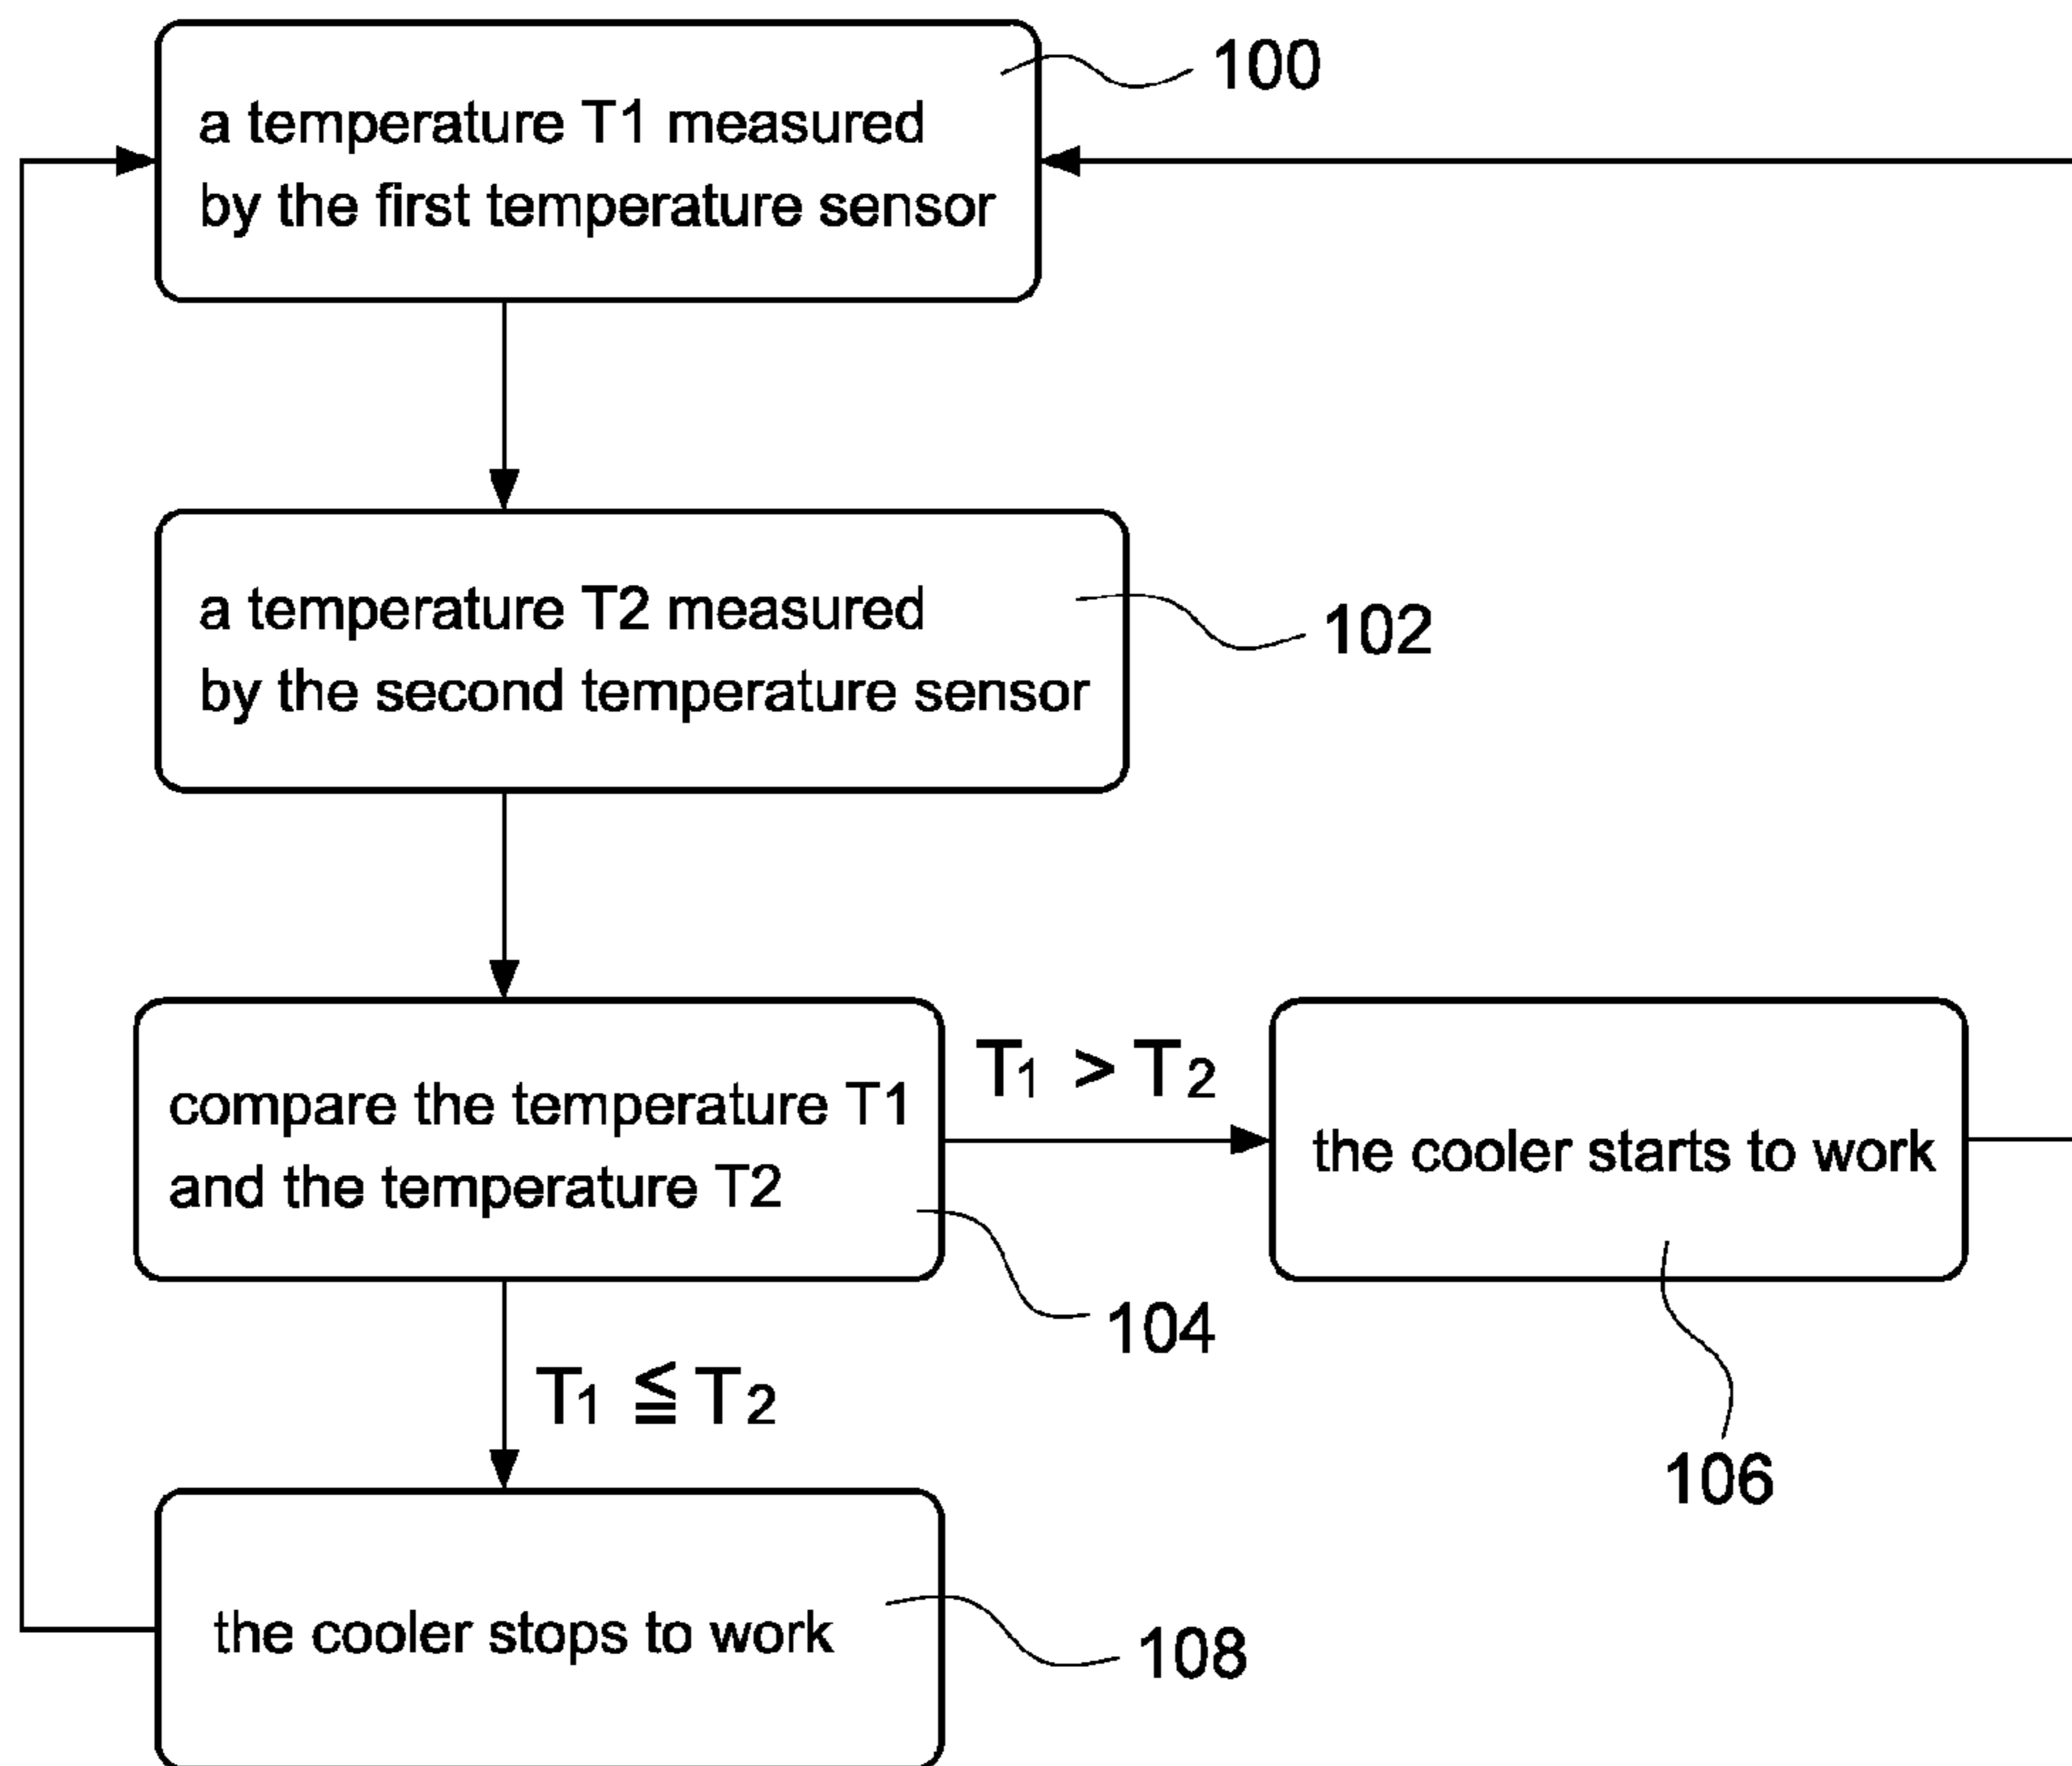 100
a temperature T1 measured
by the first temperature sensor
a temperature T2 measured
by the second temperature sensor
102
T1 > T2
compare the temperature T1
and the temperature T2
the cooler starts to work
104
T1 ≦ T2
106
the cooler stops to work
108